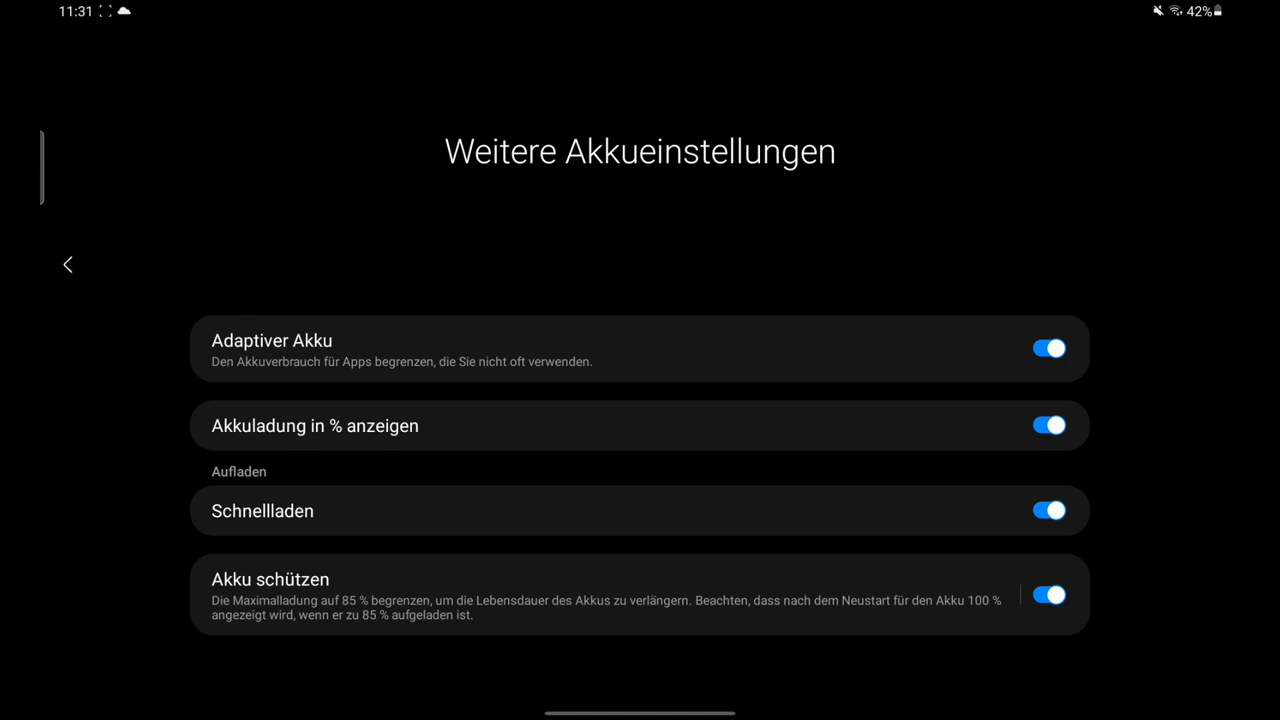 11:31
42%
Weitere Akkueinstellungen
Adaptiver Akku
Den Akkuverbrauch für Apps begrenzen, die Sie nicht oft verwenden.
Akkuladung in % anzeigen
Aufladen
Schnellladen
Akku schützen
Die Maximalladung auf 85 % begrenzen, um die Lebensdauer des Akkus zu verlängern. Beachten, dass nach dem Neustart für den Akku 100 %
angezeigt wird, wenn er zu 85 % aufgeladen ist.